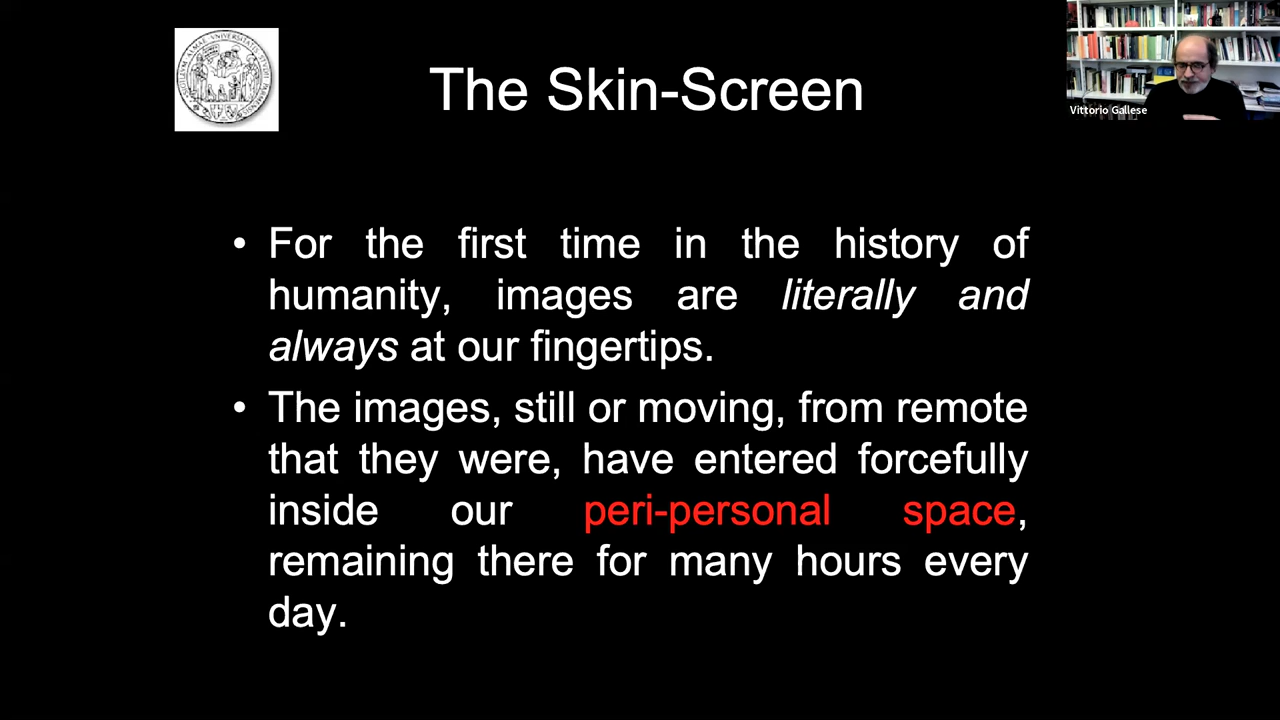 The Skin-Screen
Vittorio Gallese
• For the first time in the history of
humanity, images are literally and
always at our fingertips.
• The images, still or moving, from remote
that they were, have entered forcefully
inside our peri-personal space,
remaining there for many hours every
day.